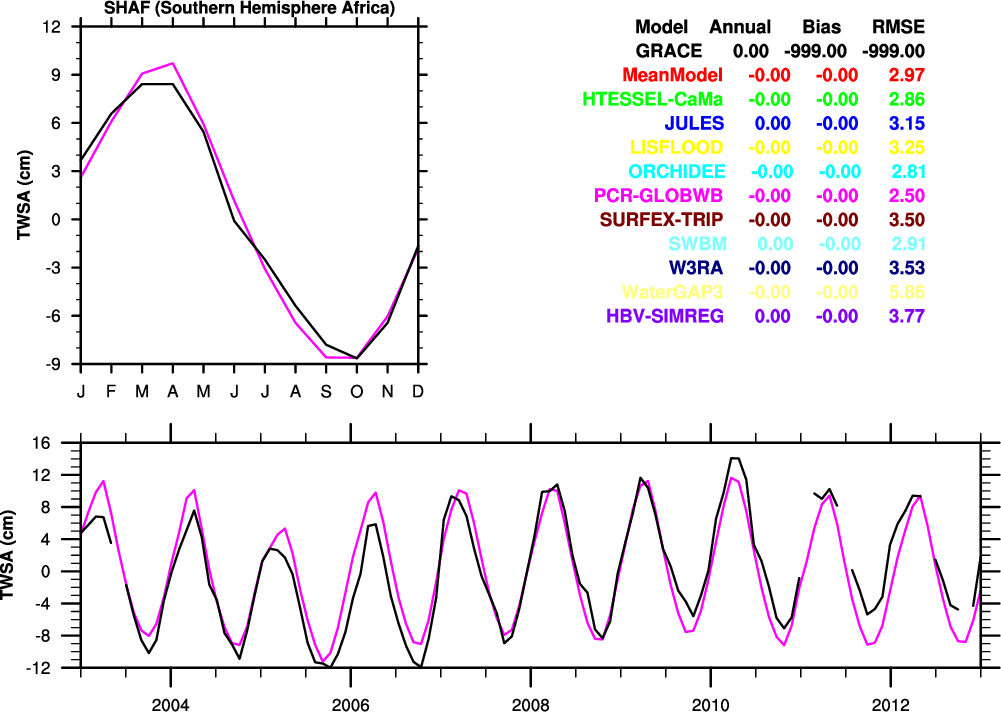 SHAF (Southern Hemisphere Africa)
12
9
6
3
0
-3
-6
-9
TWSA (cm)
J F M A M J J A S O N D
Model Annual Bias RMSE
GRACE 0.00 -999.00 -999.00
MeanModel -0.00 -0.00 2.97
HTESSEL-CaMa -0.00 -0.00 2.86
JULES 0.00 -0.00 3.15
LISFLOOD -0.00 -0.00 3.25
ORCHIDEE -0.00 -0.00 2.81
PCR-GLOBWB -0.00 -0.00 2.50
SURFEX-TRIP -0.00 -0.00 3.50
SWBM 0.00 -0.00 2.91
W3RA -0.00 -0.00 3.53
WaterGAP3 -0.00 -0.00 5.86
HBV-SIMREG 0.00 -0.00 3.77
16
12
8
4
0
-4
-8
-12
TWSA (cm)
2004 2006 2008 2010 2012